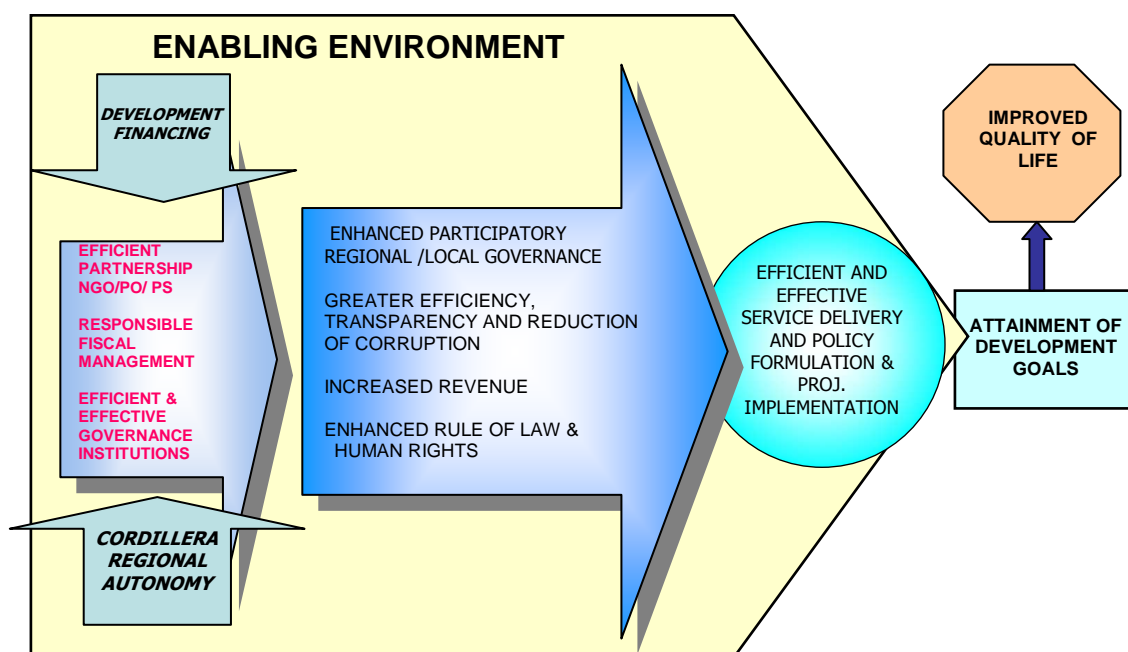 ENABLING ENVIRONMENT
DEVELOPMENT
FINANCING
EFFICIENT
PARTNERSHIP
NGO/PO/ PS
RESPONSIBLE
FISCAL
MANAGEMENT
EFFICIENT &
EFFECTIVE
GOVERNANCE
INSTITUTIONS
CORDILLERA
REGIONAL
AUTONOMY
ENHANCED PARTICIPATORY
REGIONAL /LOCAL GOVERNANCE
GREATER EFFICIENCY,
TRANSPARENCY AND REDUCTION
OF CORRUPTION
INCREASED REVENUE
ENHANCED RULE OF LAW &
HUMAN RIGHTS
EFFICIENT AND
EFFECTIVE
SERVICE DELIVERY
AND POLICY
FORMULATION &
PROJ.
IMPLEMENTATION
ATTAINMENT OF
DEVELOPMENT
GOALS
IMPROVED
QUALITY OF
LIFE